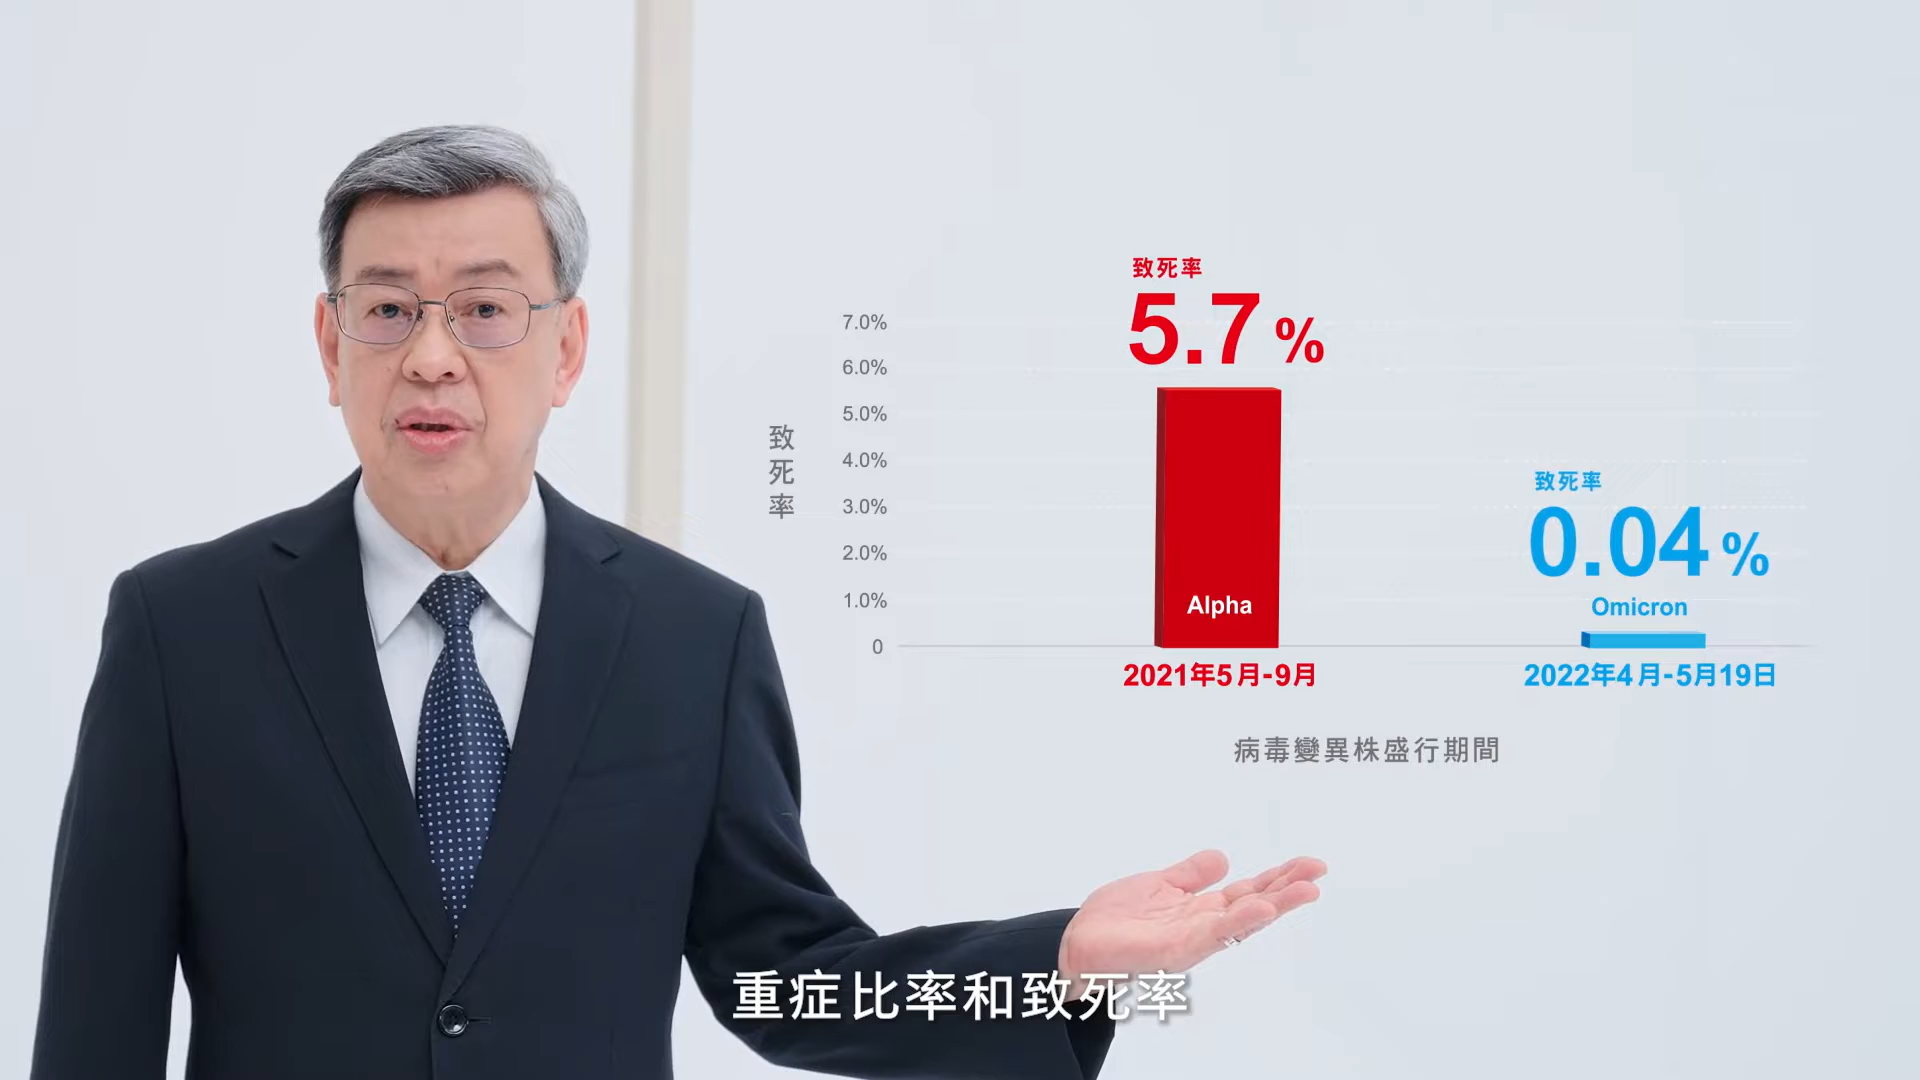 致死率
5.7%
7.0%
6.0%
5.0%
4.0%
3.0%
2.0%
1.0%
0
致死率
Alpha
致死率
0.04%
Omicron
2021年5月-9月
2022年4月-5月19日
病毒變異株盛行期間
重症比率和致死率